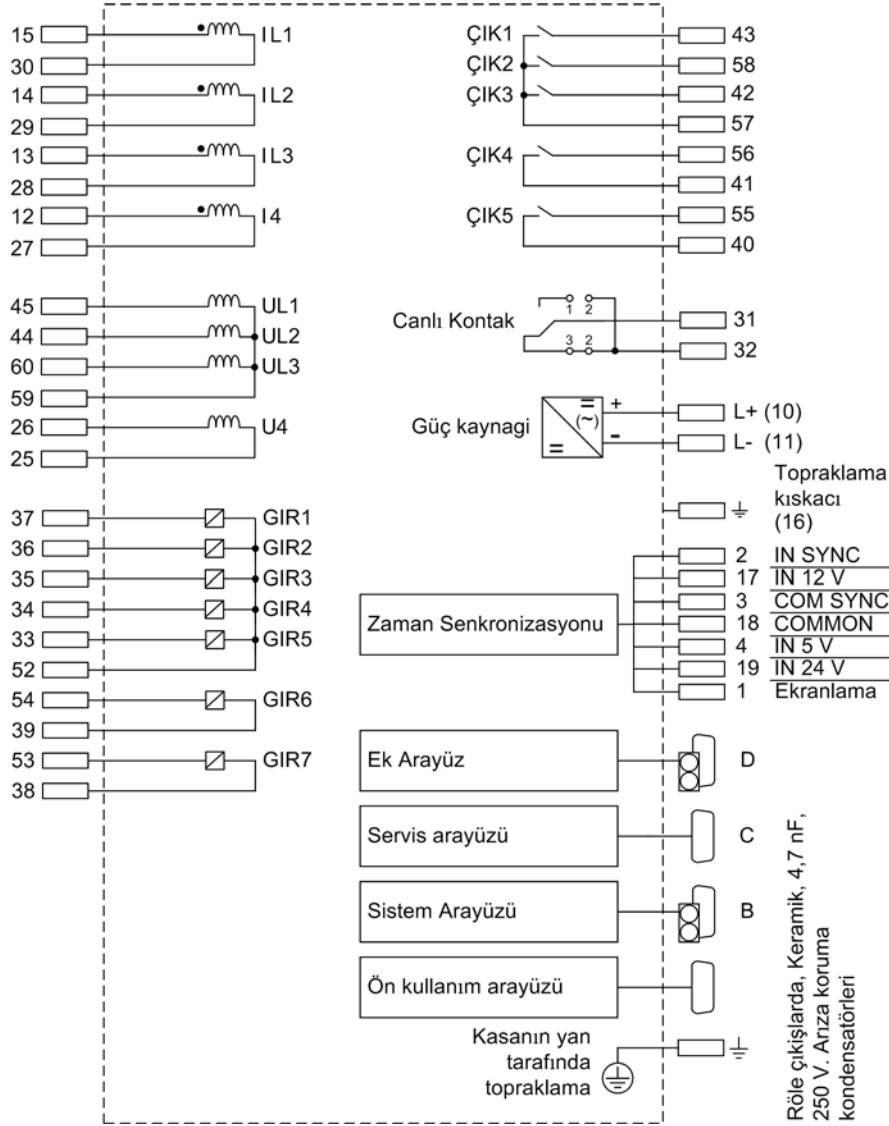 15
IL1
30
14
IL2
29
13
IL3
28
12
I4
27
45
UL1
44
UL2
60
UL3
59
26
U4
25
37
GIR1
36
GIR2
35
GIR3
34
GIR4
33
GIR5
52
54
GIR6
39
53
GIR7
38
ÇIK1
43
ÇIK2
58
ÇIK3
42
57
ÇIK4
56
41
ÇIK5
55
40
Canlı Kontak
1 2
3 2
31
32
Güç kaynagi
=
(~)
=
+
-
L+ (10)
L- (11)
Topraklama
kıskacı
(16)
Zaman Senkronizasyonu
2 IN SYNC
17 IN 12 V
3 COM SYNC
18 COMMON
4 IN 5 V
19 IN 24 V
1 Ekranlama
Ek Arayüz
D
Servis arayüzü
C
Sistem Arayüzü
B
Ön kullanım arayüzü
Kasanın yan
tarafında
topraklama
Röle çıkişlarda, Keramik, 4,7 nF,
250 V. Arıza koruma
kondensatörleri